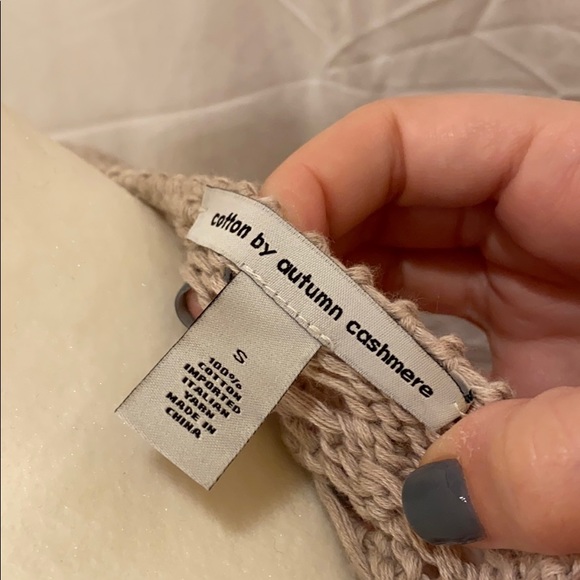 cotton by autumn cashmere
S
100%
COTTON
IMPORTED
ITALIAN
YARN
MADE IN
CHINA